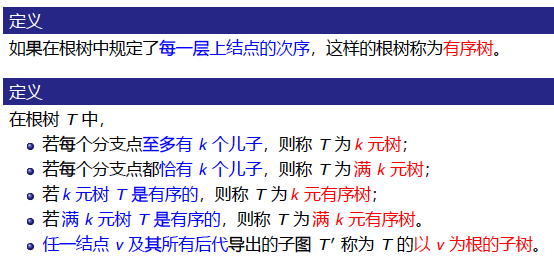 定义
如果在根树中规定了每一层上结点的次序，这样的根树称为有序树。
定义
在根树 T 中，
若每个分支点至多有 k 个儿子，则称 T 为 k 元树；
若每个分支点都恰有 k 个儿子，则称 T 为满 k 元树；
若 k 元树 T 是有序的，则称 T 为 k 元有序树；
若满 k 元树 T 是有序的，则称 T 为满 k 元有序树。
任一结点 v 及其所有后代导出的子图 T′ 称为 T 的以 v 为根的子树。